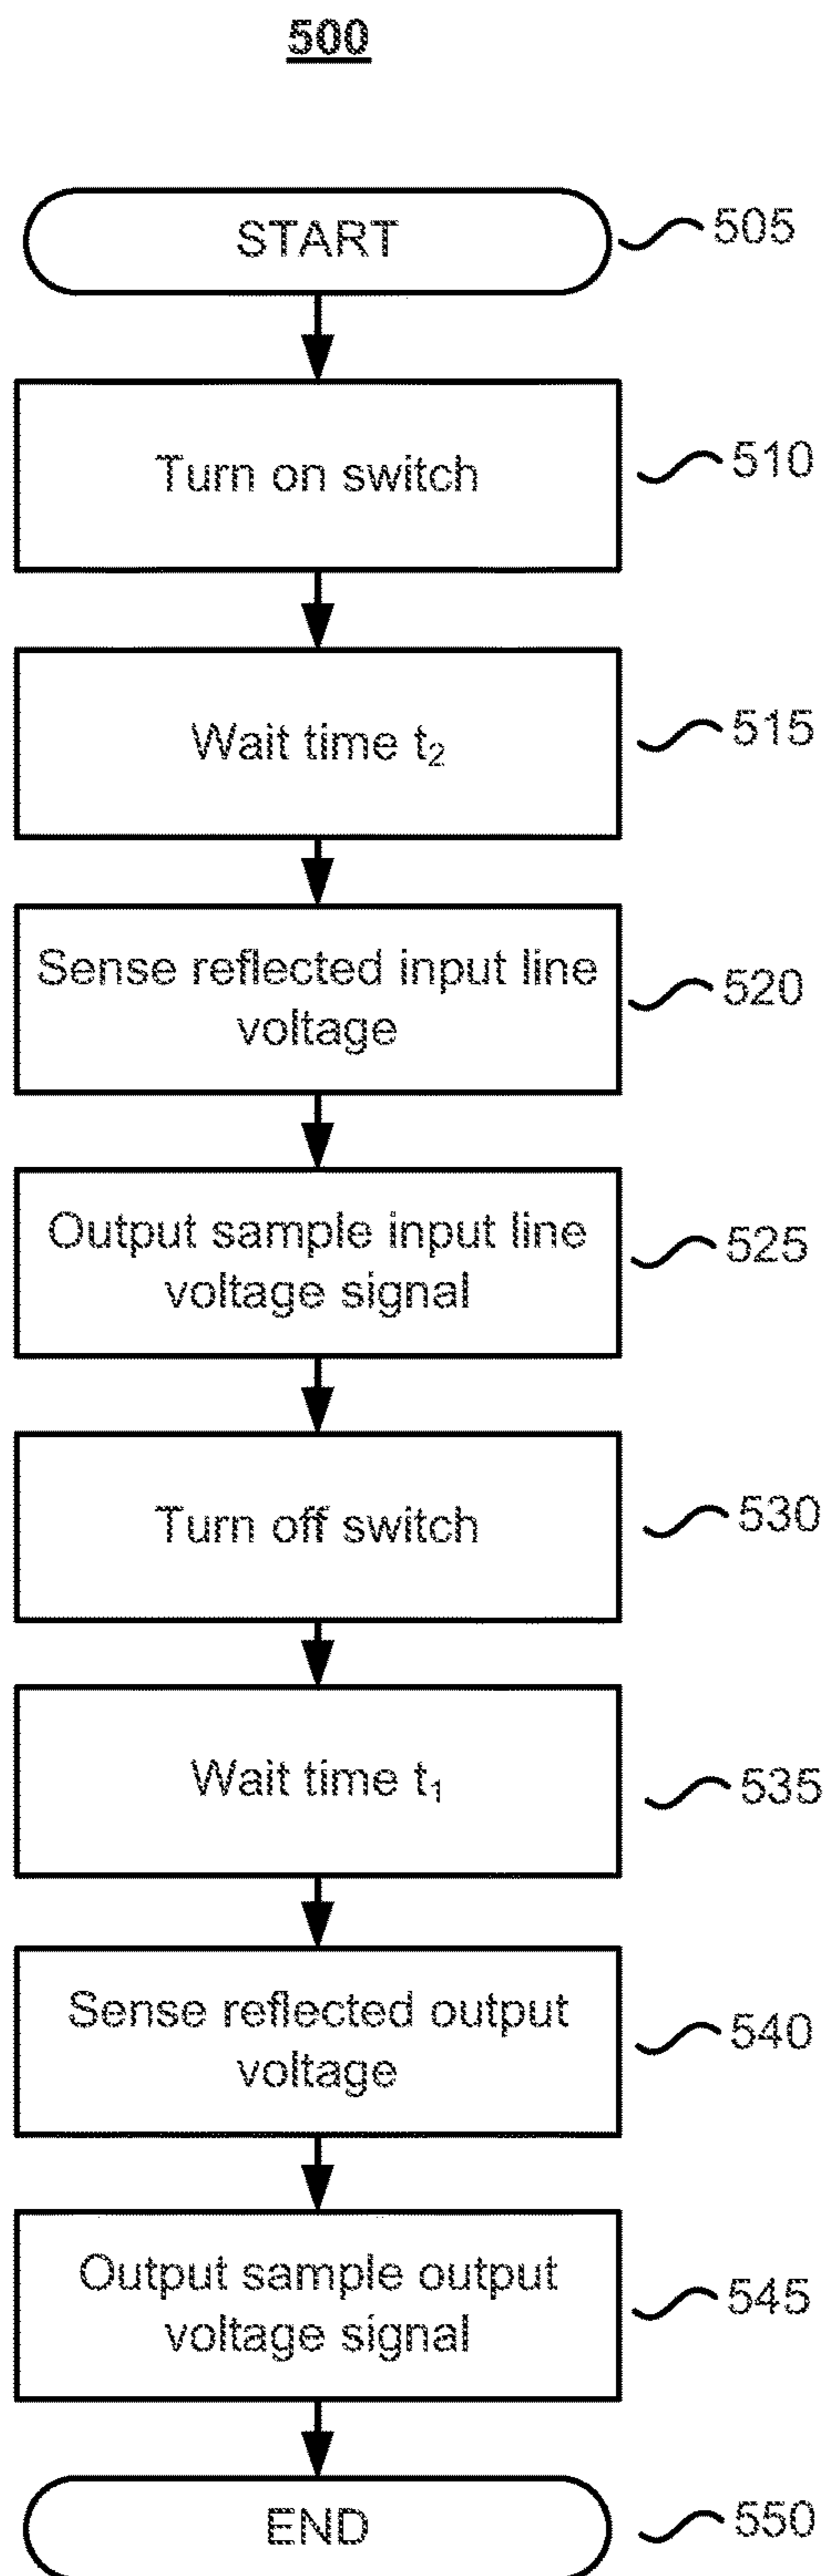 500
START
505
Turn on switch
510
Wait time t₂
515
Sense reflected input line
voltage
520
Output sample input line
voltage signal
525
Turn off switch
530
Wait time t₁
535
Sense reflected output
voltage
540
Output sample output
voltage signal
545
END
550